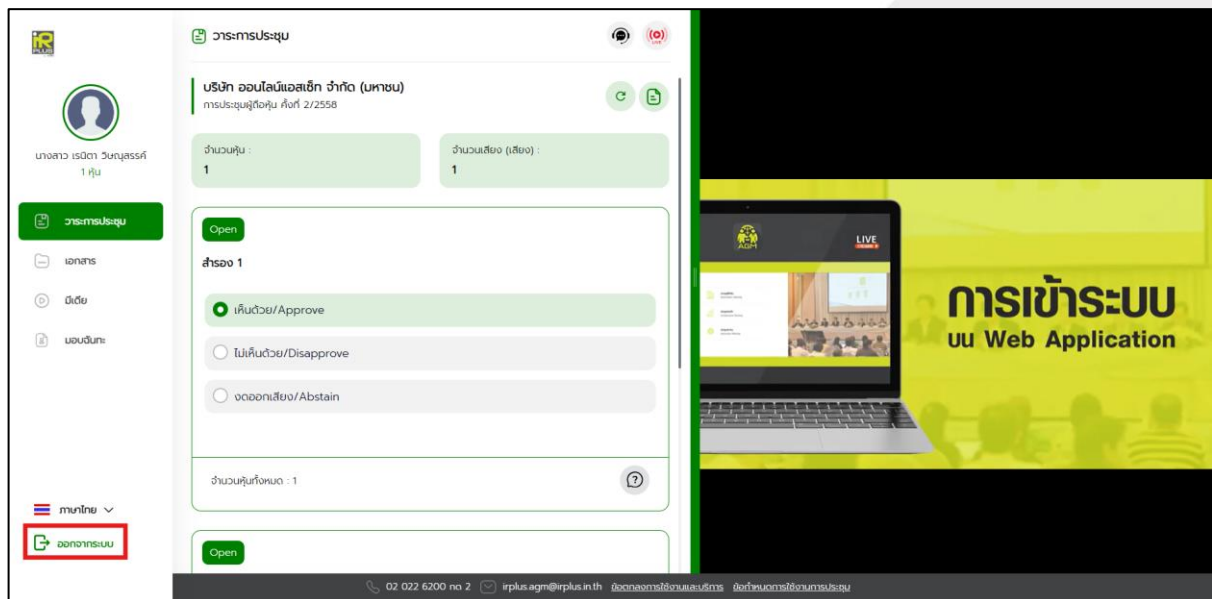 iR
PLUS
นางสาว เรนิตา วิษณุสรรค์
1 หุ้น
วาระการประชุม
เอกสาร
มีเดีย
มอบฉันทะ
ภาษาไทย
ออกจากระบบ
วาระการประชุม
LIVE
บริษัท ออนไลน์แอสเซ็ท จำกัด (มหาชน)
การประชุมผู้ถือหุ้น ครั้งที่ 2/2558
จำนวนหุ้น :
1
จำนวนเสียง (เสียง) :
1
Open
สำรอง 1
เห็นด้วย/Approve
ไม่เห็นด้วย/Disapprove
งดออกเสียง/Abstain
จำนวนหุ้นทั้งหมด : 1
Open
AGM
LIVE
การเข้าระบบ
บน Web Application
02 022 6200 กด 2 irplus.agm@irplus.in.th ข้อตกลงการใช้งานและบริการ ข้อกำหนดการใช้งานการประชุม